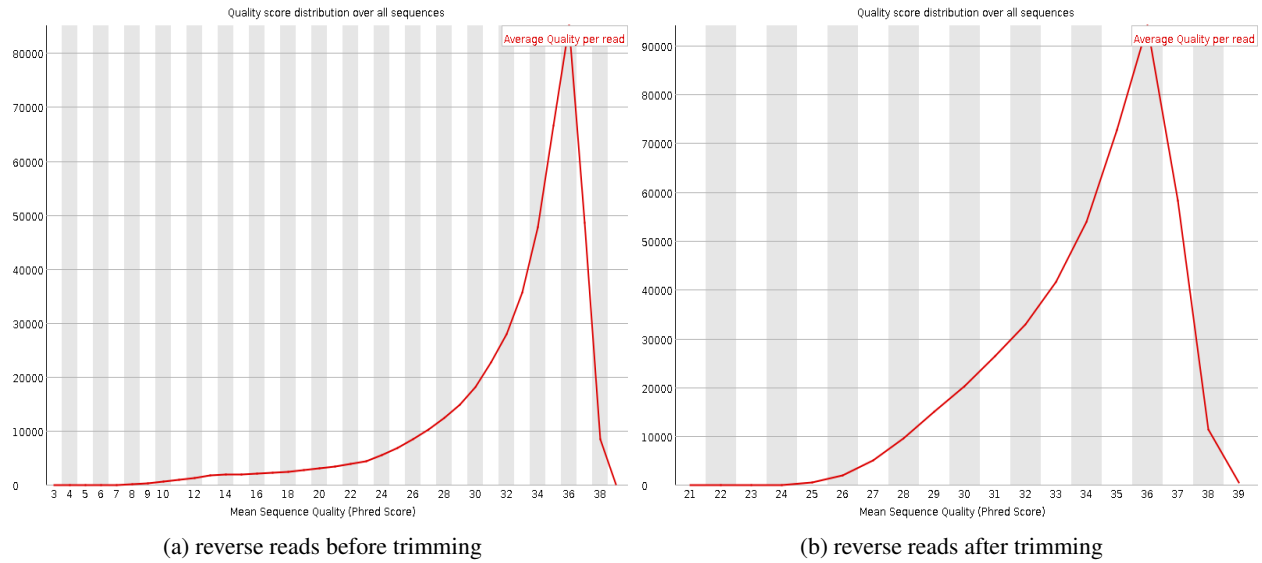 Quality score distribution over all sequences
Average Quality per read
80000
70000
60000
50000
40000
30000
20000
10000
0
3 4 5 6 7 8 9 10 12 14 16 18 20 22 24 26 28 30 32 34 36 38
Mean Sequence Quality (Phred Score)
(a) reverse reads before trimming
Quality score distribution over all sequences
Average Quality per read
90000
80000
70000
60000
50000
40000
30000
20000
10000
0
21 22 23 24 25 26 27 28 29 30 31 32 33 34 35 36 37 38 39
Mean Sequence Quality (Phred Score)
(b) reverse reads after trimming